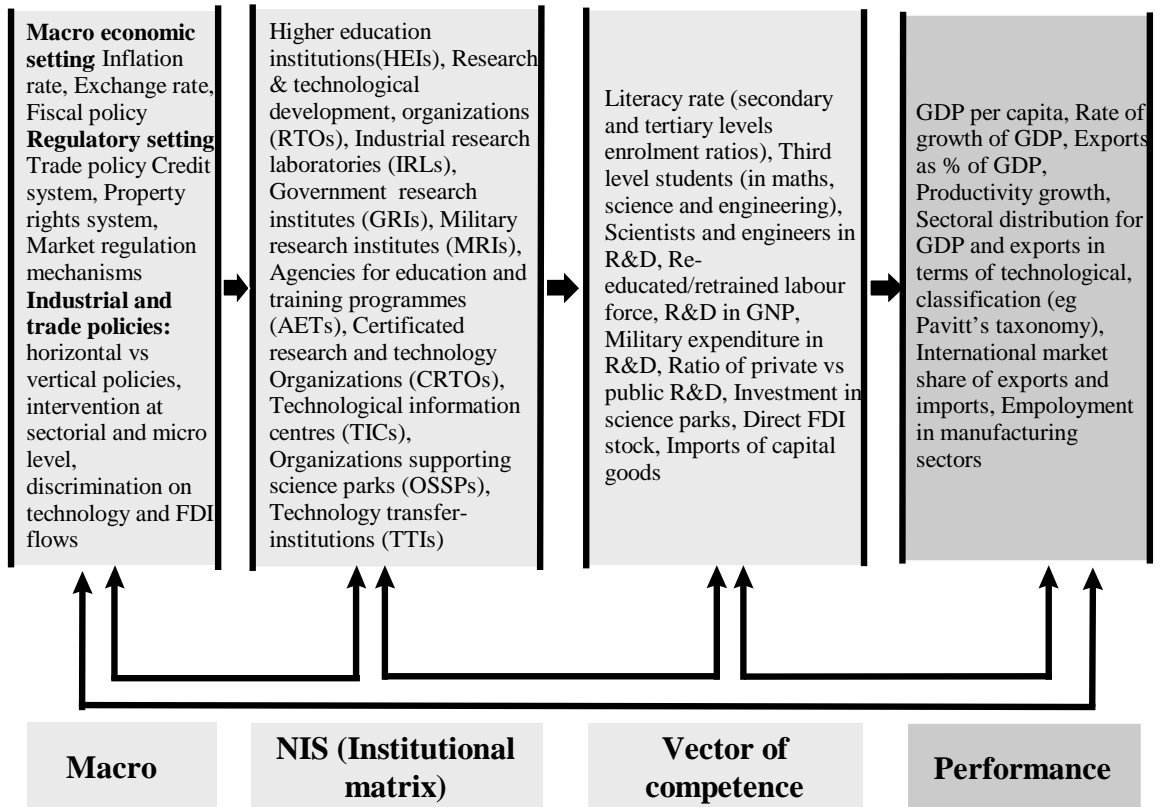 Macro economic
setting Inflation
rate, Exchange rate,
Fiscal policy
Regulatory setting
Trade policy Credit
system, Property
rights system,
Market regulation
mechanisms
Industrial and
trade policies:
horizontal vs
vertical policies,
intervention at
sectorial and micro
level,
discrimination on
technology and FDI
flows
Higher education
institutions(HEIs), Research
& technological
development, organizations
(RTOs), Industrial research
laboratories (IRLs),
Government research
institutes (GRIs), Military
research institutes (MRIs),
Agencies for education and
training programmes
(AETs), Certificated
research and technology
Organizations (CRTOs),
Technological information
centres (TICs),
Organizations supporting
science parks (OSSPs),
Technology transfer-
institutions (TTIs)
Literacy rate (secondary
and tertiary levels
enrolment ratios), Third
level students (in maths,
science and engineering),
Scientists and engineers in
R&D, Re-
educated/retrained labour
force, R&D in GNP,
Military expenditure in
R&D, Ratio of private vs
public R&D, Investment in
science parks, Direct FDI
stock, Imports of capital
goods
GDP per capita, Rate of
growth of GDP, Exports
as % of GDP,
Productivity growth,
Sectoral distribution for
GDP and exports in
terms of technological,
classification (eg
Pavitt's taxonomy),
International market
share of exports and
imports, Empoloyment
in manufacturing
sectors
Macro
NIS (Institutional
matrix)
Vector of
competence
Performance